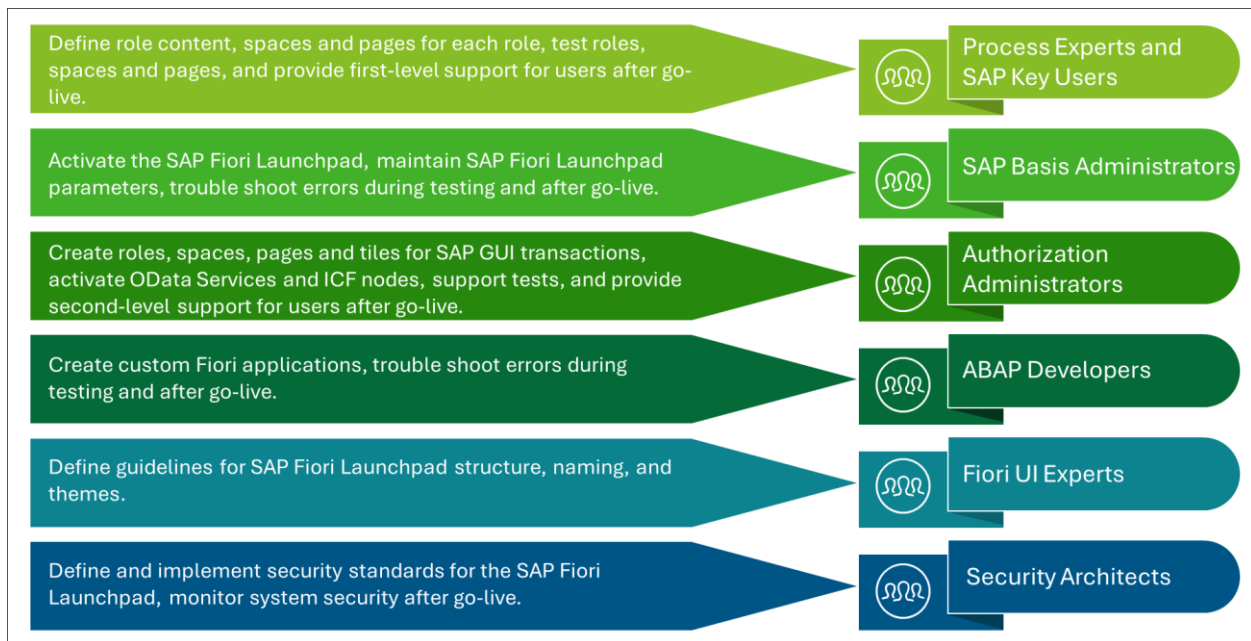 Define role content, spaces and pages for each role, test roles,
spaces and pages, and provide first-level support for users after go-
live.
Process Experts and
SAP Key Users
Activate the SAP Fiori Launchpad, maintain SAP Fiori Launchpad
parameters, trouble shoot errors during testing and after go-live.
SAP Basis Administrators
Create roles, spaces, pages and tiles for SAP GUI transactions,
activate OData Services and ICF nodes, support tests, and provide
second-level support for users after go-live.
Authorization
Administrators
Create custom Fiori applications, trouble shoot errors during
testing and after go-live.
ABAP Developers
Define guidelines for SAP Fiori Launchpad structure, naming, and
themes.
Fiori UI Experts
Define and implement security standards for the SAP Fiori
Launchpad, monitor system security after go-live.
Security Architects